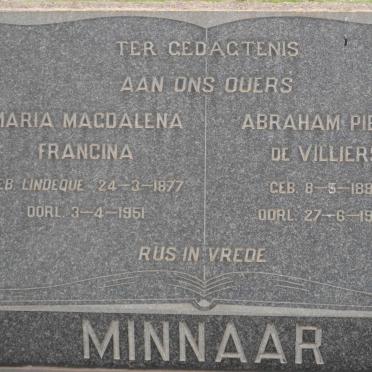 TER GEDAGTENIS
AAN ONS OUERS
MARIA MAGDALENA
FRANCINA
GEB. LINDEQUE 24-3-1877
OORL. 3-4-1951
ABRAHAM
DE VILLIERS
GEB. 8-5-
OORL. 27-6-
RUS IN VREDE
MINNAAR